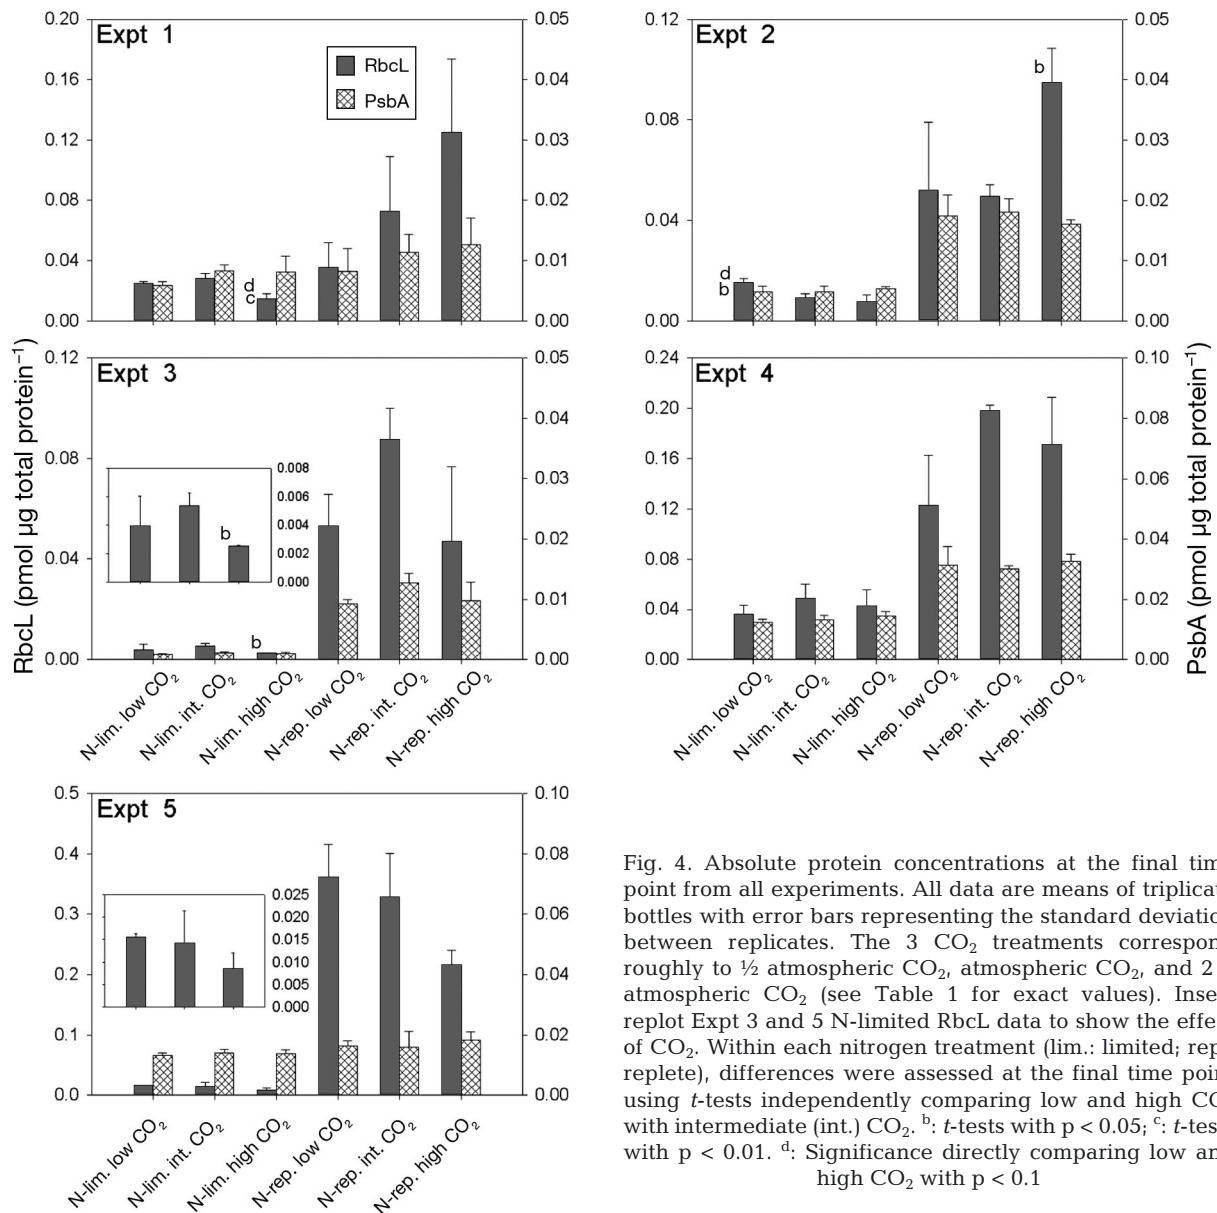 Expt 1
RbcL
PsbA
0.20
0.16
0.12
0.08
0.04
0.00
0.05
0.04
0.03
0.02
0.01
0.00
d
c
Expt 2
0.12
0.08
0.04
0.00
0.05
0.04
0.03
0.02
0.01
0.00
d
b
b
RbcL (pmol µg total protein⁻¹)
PsbA (pmol µg total protein⁻¹)
Expt 3
0.12
0.08
0.04
0.00
0.05
0.04
0.03
0.02
0.01
0.00
0.008
0.006
0.004
0.002
0.000
b
b
N-lim. low CO₂
N-lim. int. CO₂
N-lim. high CO₂
N-rep. low CO₂
N-rep. int. CO₂
N-rep. high CO₂
Expt 4
0.24
0.20
0.16
0.12
0.08
0.04
0.00
0.10
0.08
0.06
0.04
0.02
0.00
N-lim. low CO₂
N-lim. int. CO₂
N-lim. high CO₂
N-rep. low CO₂
N-rep. int. CO₂
N-rep. high CO₂
Expt 5
0.5
0.4
0.3
0.2
0.1
0.0
0.10
0.08
0.06
0.04
0.02
0.00
0.025
0.020
0.015
0.010
0.005
0.000
N-lim. low CO₂
N-lim. int. CO₂
N-lim. high CO₂
N-rep. low CO₂
N-rep. int. CO₂
N-rep. high CO₂
Fig. 4. Absolute protein concentrations at the final tim
point from all experiments. All data are means of triplicat
bottles with error bars representing the standard deviatio
between replicates. The 3 CO₂ treatments correspon
roughly to ½ atmospheric CO₂, atmospheric CO₂, and 2
atmospheric CO₂ (see Table 1 for exact values). Inse
replot Expt 3 and 5 N-limited RbcL data to show the effe
of CO₂. Within each nitrogen treatment (lim.: limited; rep
replete), differences were assessed at the final time poin
using t-tests independently comparing low and high CO
with intermediate (int.) CO₂. ᵇ: t-tests with p < 0.05; ᶜ: t-tes
with p < 0.01. ᵈ: Significance directly comparing low an
high CO₂ with p < 0.1